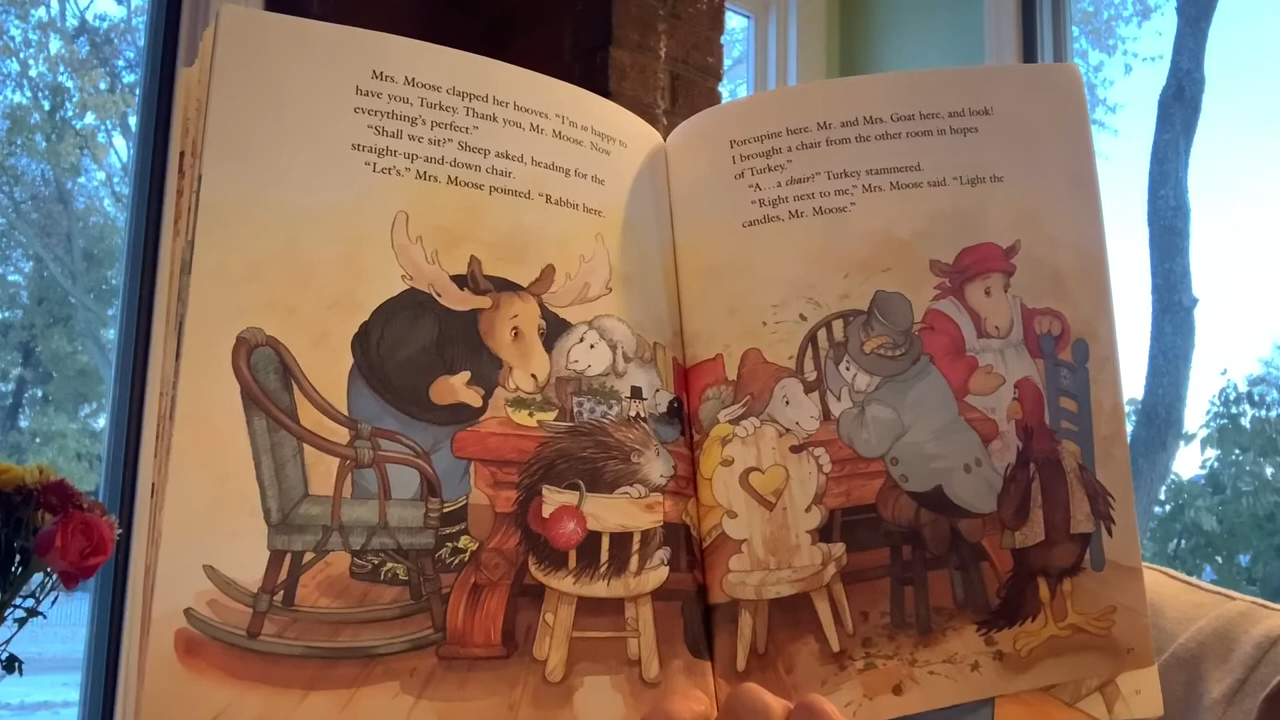 Mrs. Moose clapped her hooves. "I'm so happy to
have you, Turkey. Thank you, Mr. Moose. Now
everything's perfect."
"Shall we sit?" Sheep asked, heading for the
straight-up-and-down chair.
"Let's." Mrs. Moose pointed. "Rabbit here.
Porcupine here. Mr. and Mrs. Goat here, and look!
I brought a chair from the other room in hopes
of Turkey."
"A...a chair?" Turkey stammered.
"Right next to me," Mrs. Moose said. "Light the
candles, Mr. Moose."